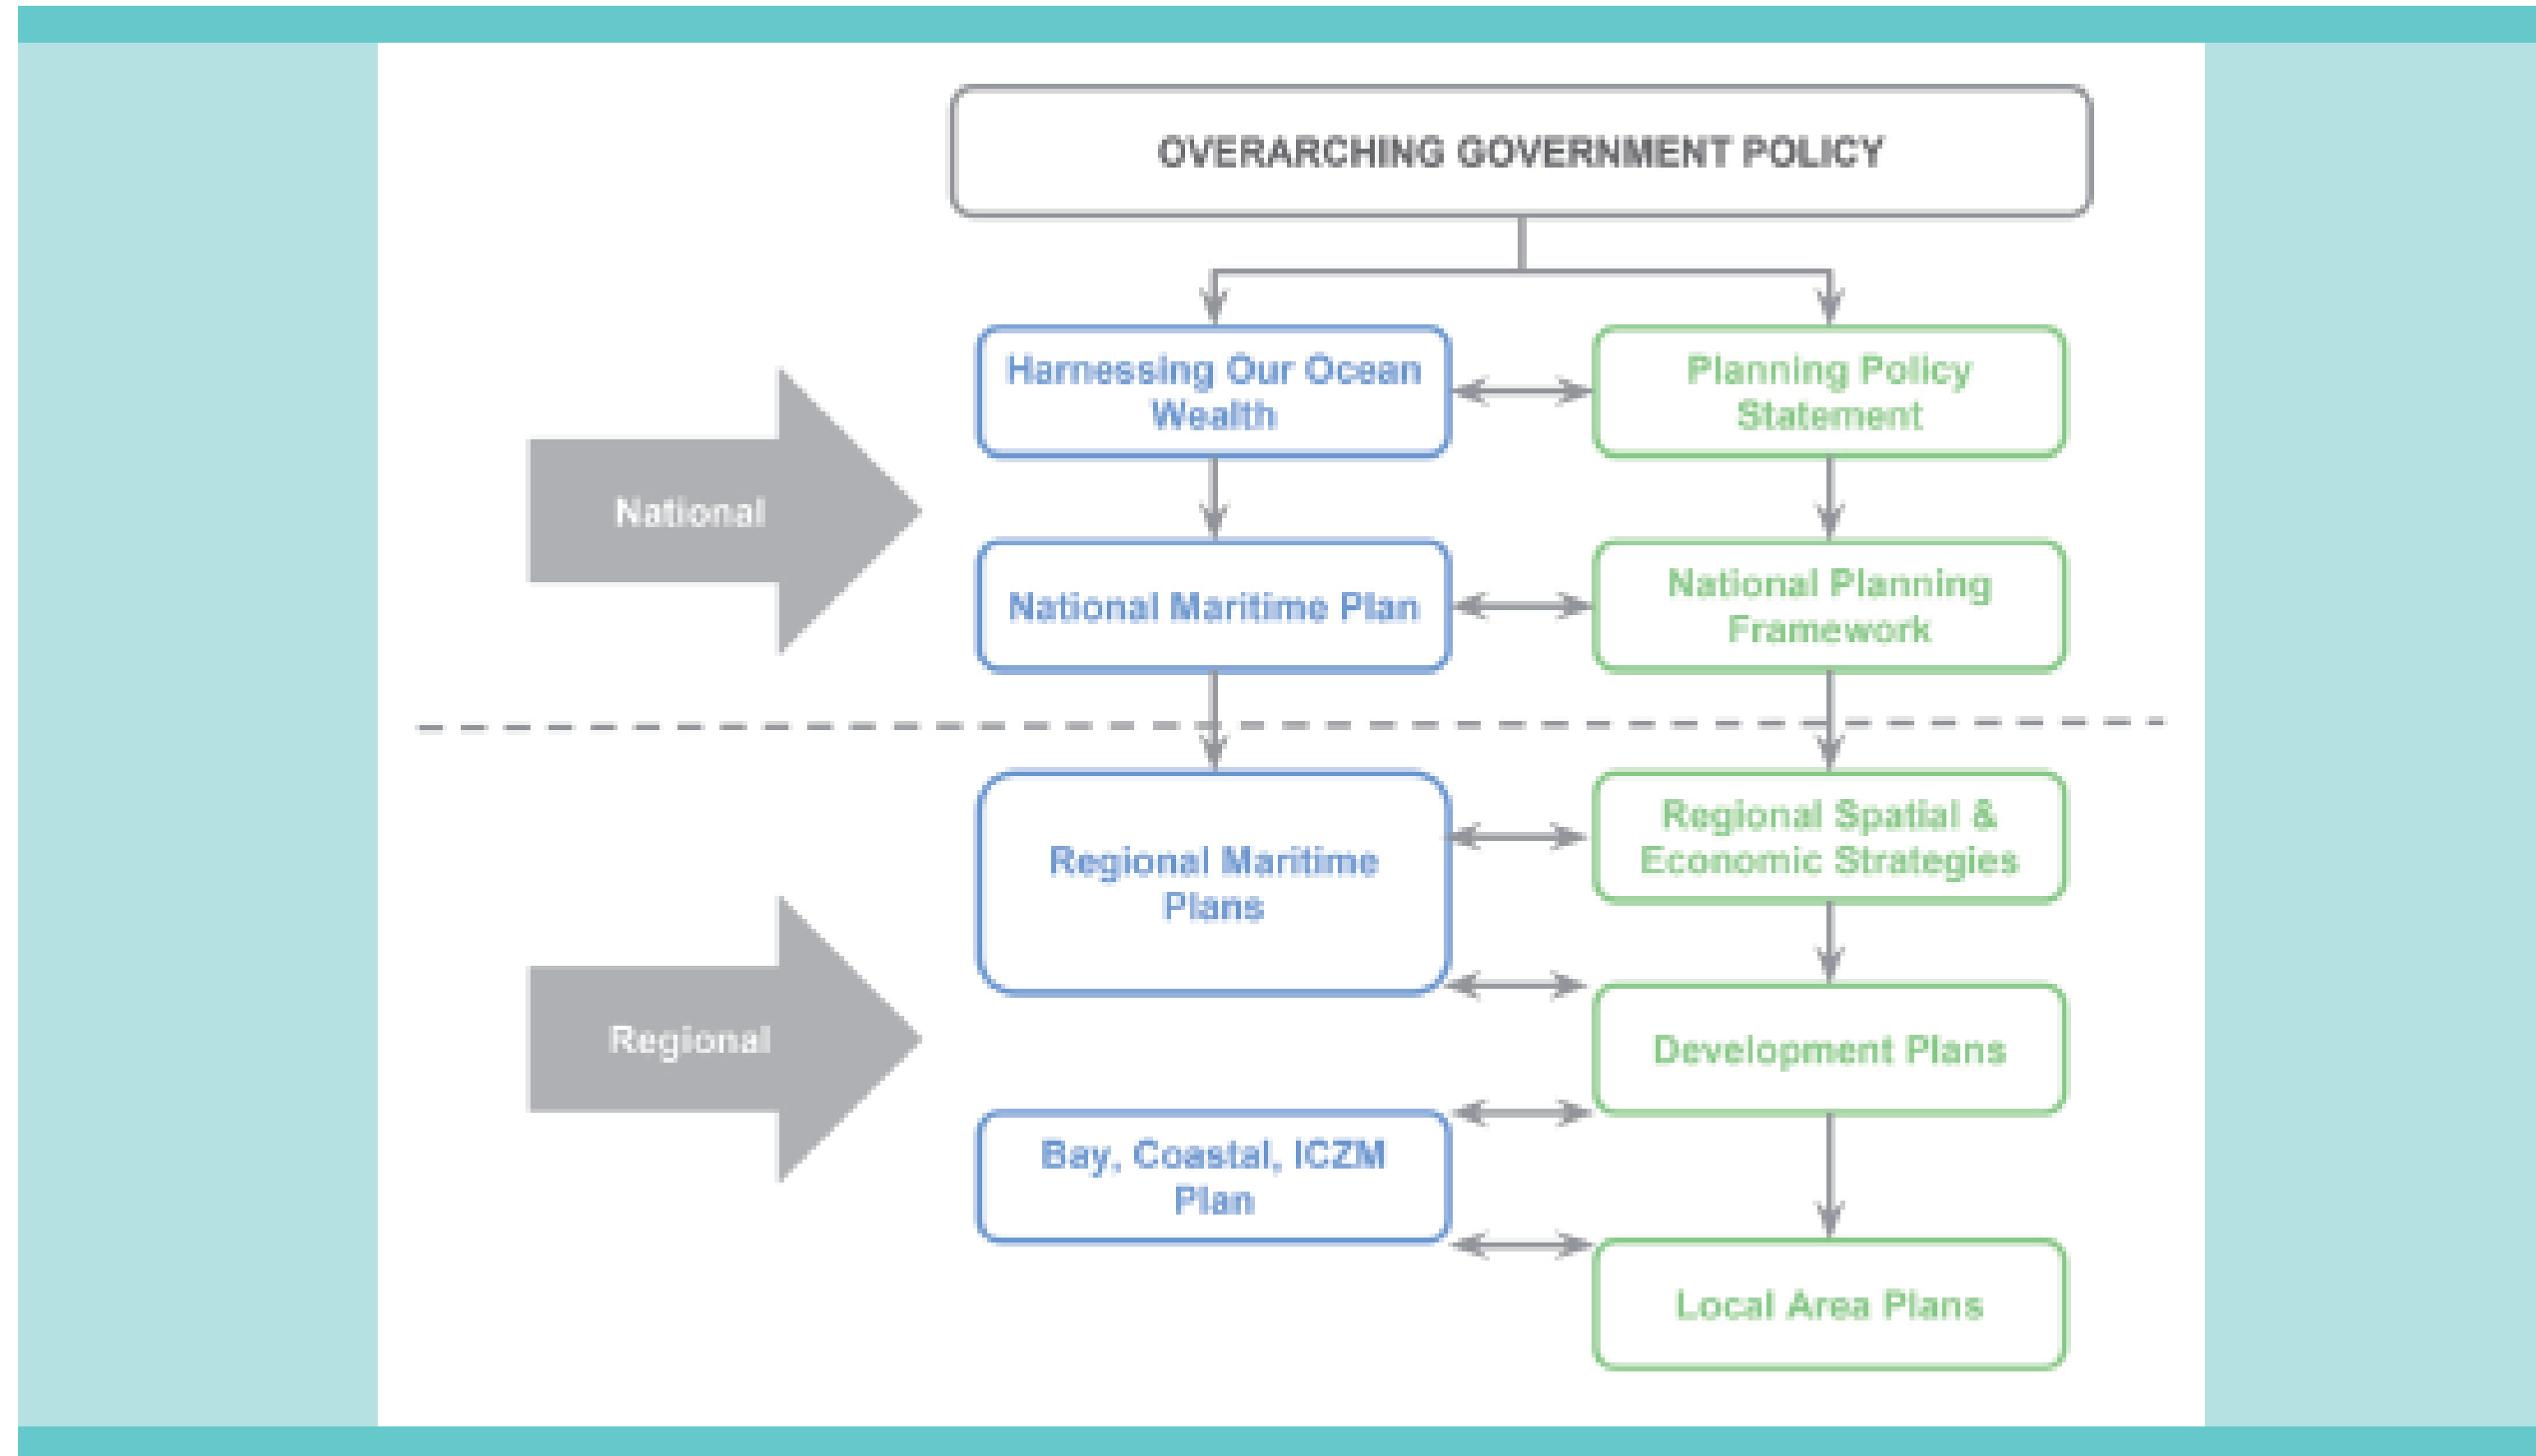 OVERARCHING GOVERNMENT POLICY
Harnessing Our Ocean
Wealth
Planning Policy
Statement
National
National Maritime Plan
National Planning
Framework
Regional Maritime
Plans
Regional Spatial &
Economic Strategies
Regional
Development Plans
Bay, Coastal, ICZM
Plan
Local Area Plans